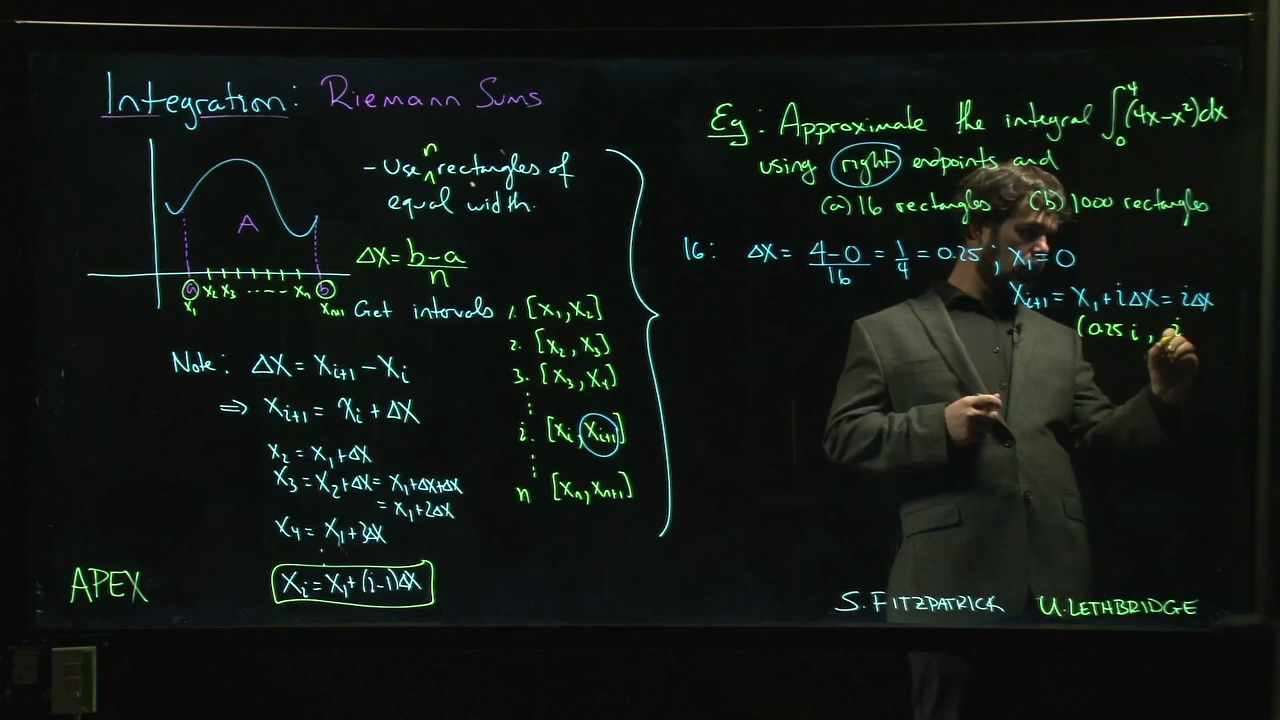 Integration: Riemann Sums
A
a x₂ x₃ ..... xₙ b
x₁ xₙ₊₁
- Use n rectangles of
equal width.
Δx = b-a/n
Get intervals 1. [x₁, x₂]
2. [x₂, x₃]
3. [x₃, x₄]
⋮
i. [xᵢ, xᵢ₊₁]
⋮
n [xₙ, xₙ₊₁]
Note: Δx = xᵢ₊₁ - xᵢ
⇒ xᵢ₊₁ = xᵢ + Δx
x₂ = x₁ + Δx
x₃ = x₂ + Δx = x₁ + Δx + Δx
= x₁ + 2Δx
x₄ = x₁ + 3Δx
⋮
xᵢ = x₁ + (i-1)Δx
APEX
Eg: Approximate the integral ∫₀⁴ (4x-x²)dx
using right endpoints and
(a) 16 rectangles (b) 1000 rectangles
16: Δx = 4-0/16 = 1/4 = 0.25; x₁ = 0
xᵢ₊₁ = x₁ + iΔx = iΔx
(0.25 i, i
S. FITZPATRICK U. LETHBRIDGE